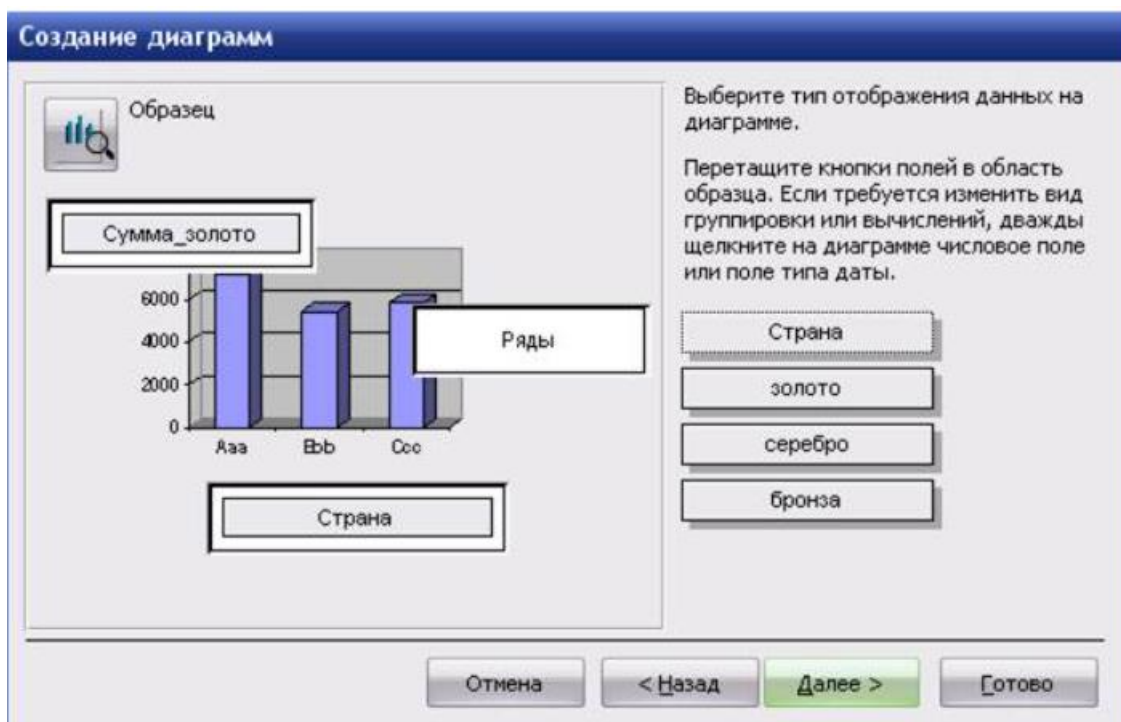 Создание диаграмм
Образец
Сумма_золото
6000
4000
2000
0
Ряды
Aaa
Bbb
Ccc
Страна
Выберите тип отображения данных на
диаграмме.
Перетащите кнопки полей в область
образца. Если требуется изменить вид
группировки или вычислений, дважды
щелкните на диаграмме числовое поле
или поле типа даты.
Страна
золото
серебро
бронза
Отмена
< Назад
Далее >
Готово